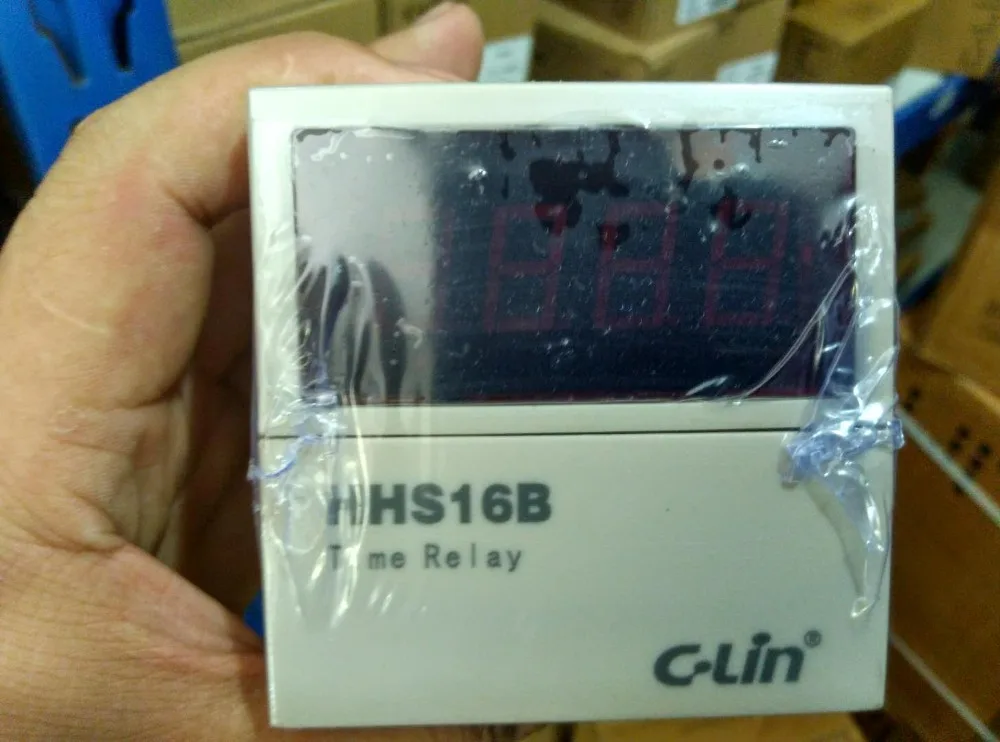 HHS16B
Time Relay
C-Lin®